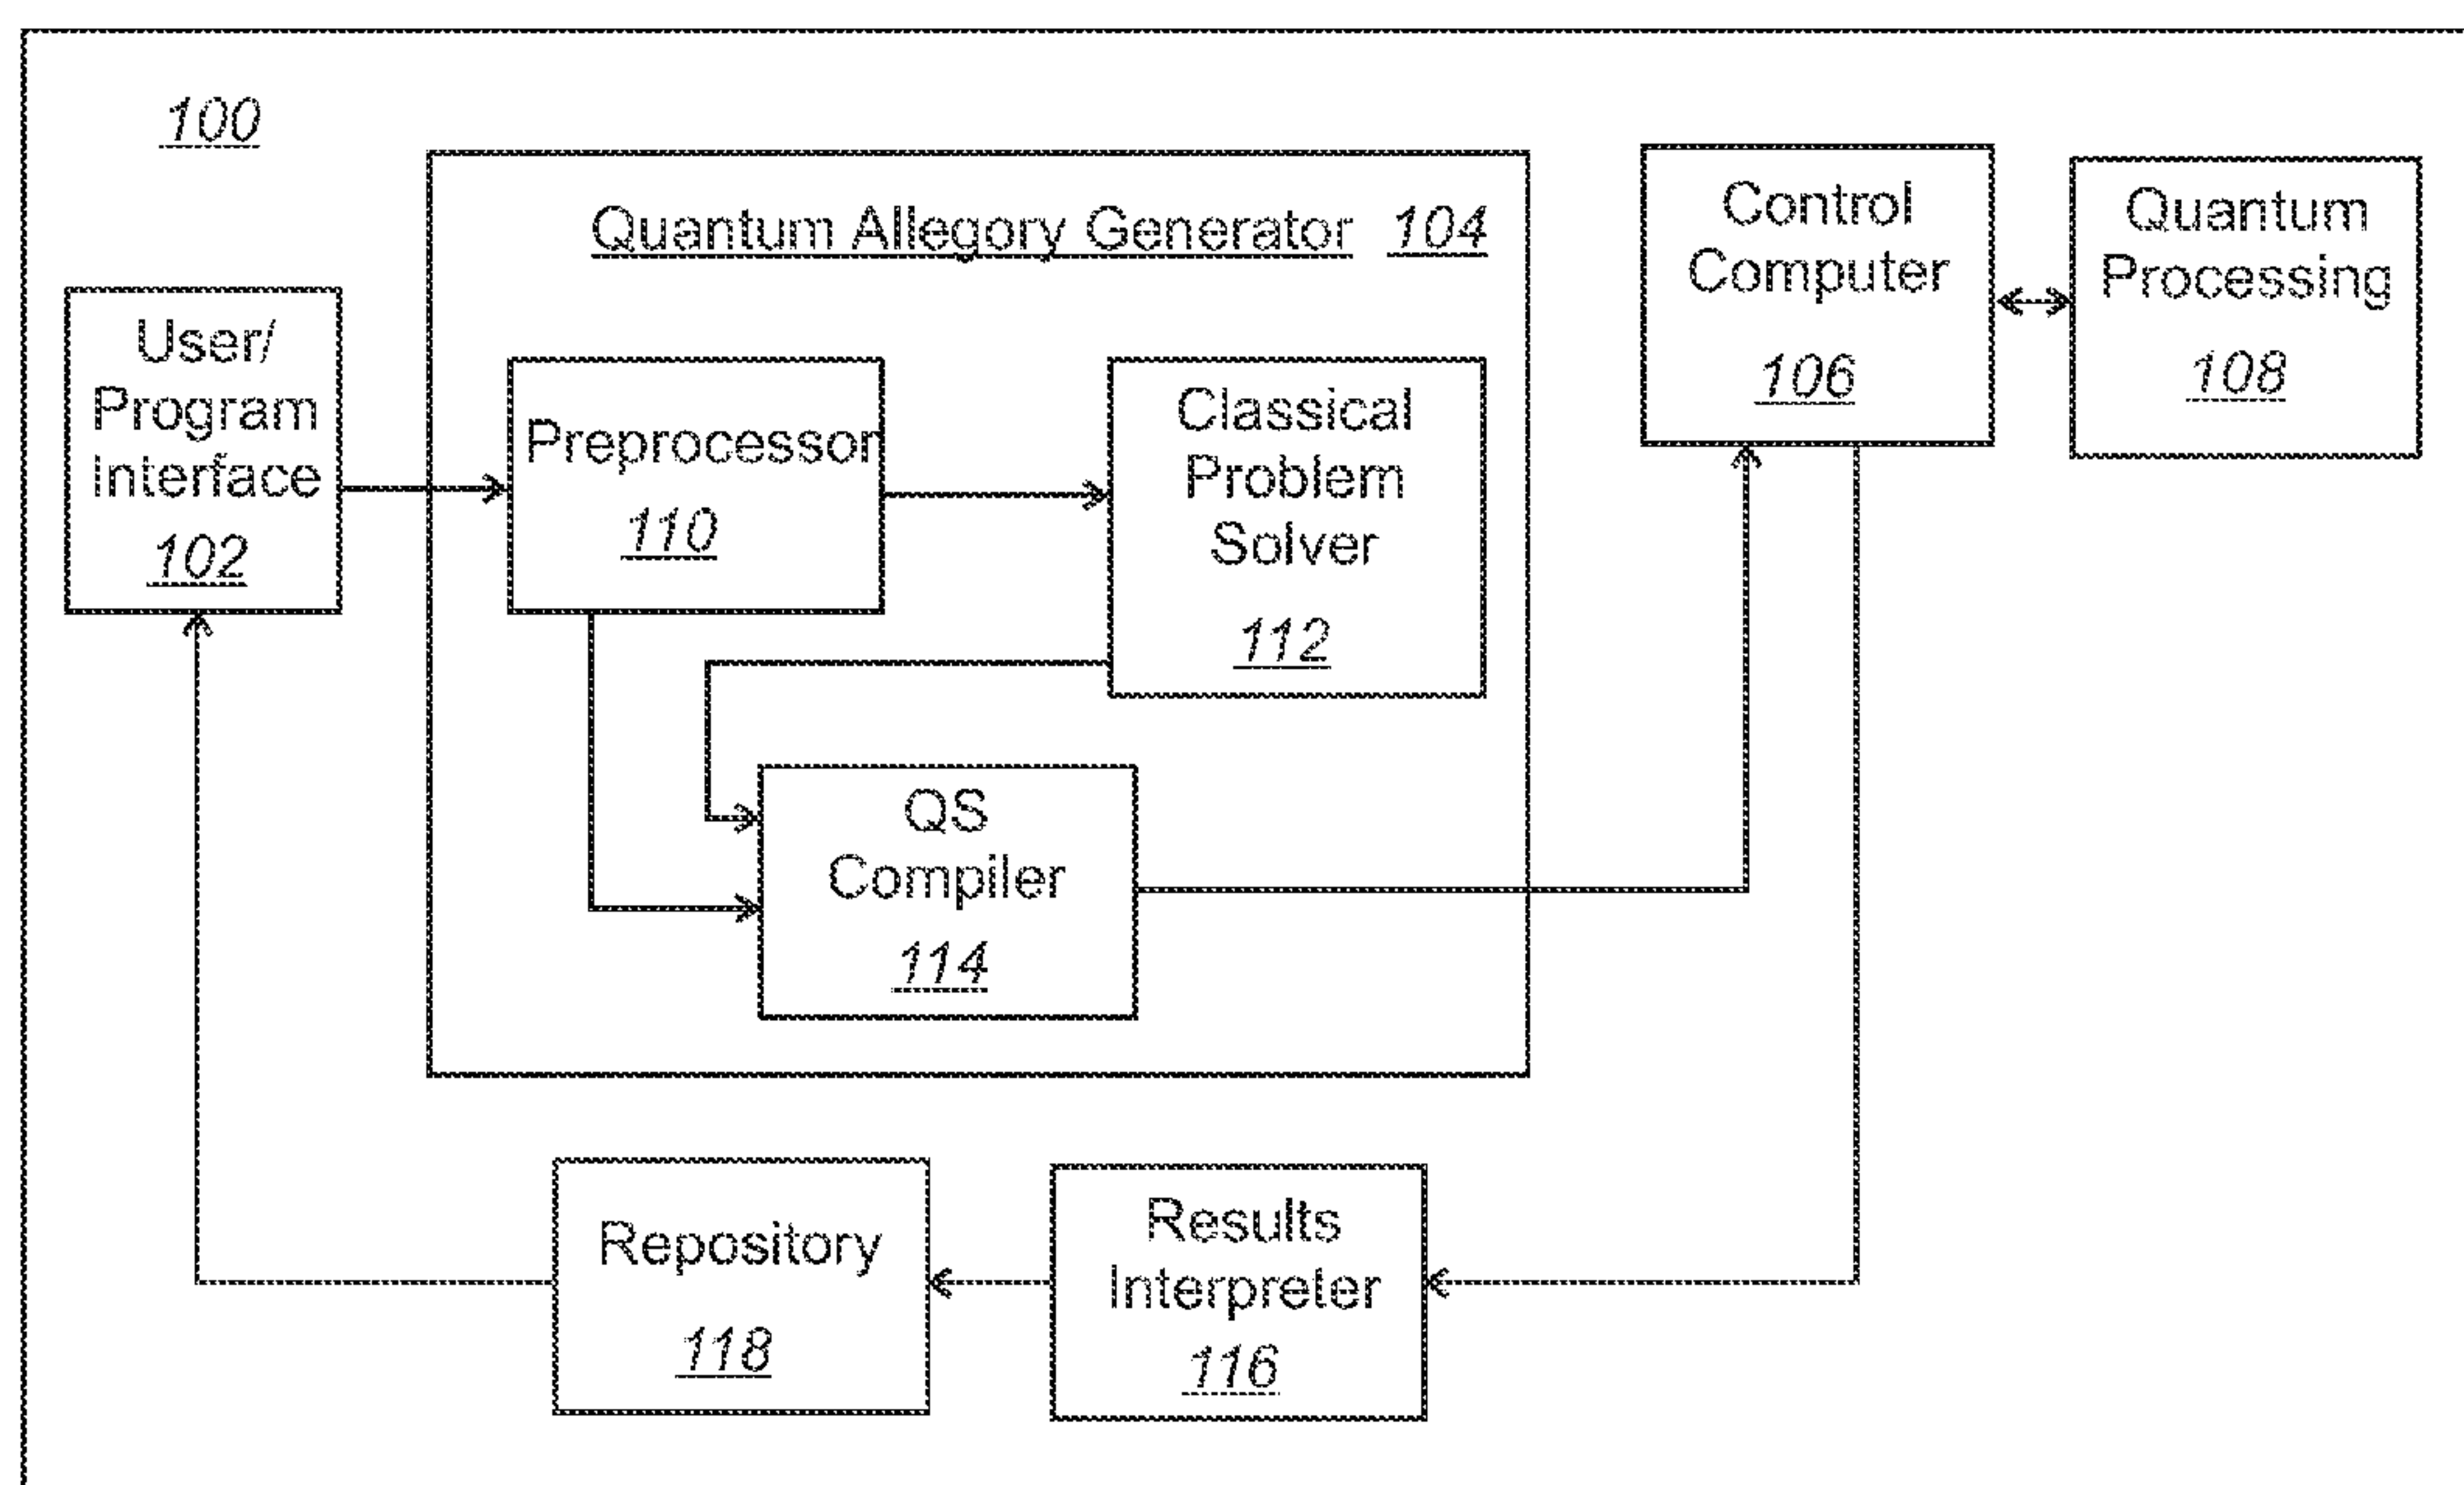 100
Quantum Allegory Generator 104
User/
Program
Interface
102
Preprocessor
110
Classical
Problem
Solver
112
QS
Compiler
114
Control
Computer
106
Quantum
Processing
108
Repository
118
Results
Interpreter
116